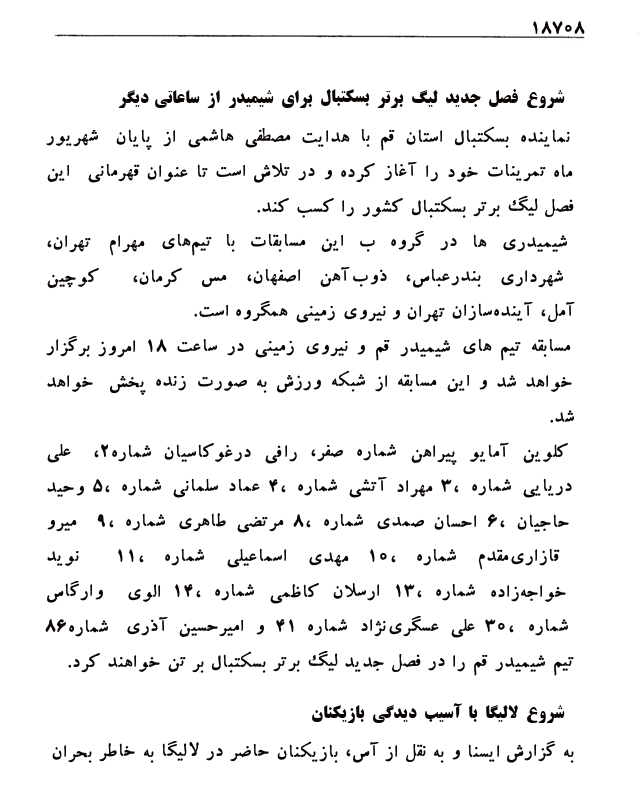 ۱۸۷۰۸
شروع فصل جدید لیگ برتر بسکتبال برای شیمیدر از ساعاتی دیگر
نماینده بسکتبال استان قم با هدایت مصطفی هاشمی از پایان شهریور
ماه تمرینات خود را آغاز کرده و در تلاش است تا عنوان قهرمانی این
فصل لیگ برتر بسکتبال کشور را کسب کند.
شیمیدری ها در گروه ب این مسابقات با تیم‌های مهرام تهران،
شهرداری بندرعباس، ذوب‌آهن اصفهان، مس کرمان، کوچین
آمل، آینده‌سازان تهران و نیروی زمینی همگروه است.
مسابقه تیم های شیمیدر قم و نیروی زمینی در ساعت ۱۸ امروز برگزار
خواهد شد و این مسابقه از شبکه ورزش به صورت زنده پخش خواهد
شد.
کلوین آمایو پیراهن شماره صفر، رافی درغوکاسیان شماره۲، علی
دریایی شماره ،۳ مهراد آتشی شماره ،۴ عماد سلمانی شماره ،۵ وحید
حاجیان ،۶ احسان صمدی شماره ،۸ مرتضی طاهری شماره ،۹ میرو
قازاری‌مقدم شماره ،۱۰ مهدی اسماعیلی شماره ،۱۱ نوید
خواجه‌زاده شماره ،۱۳ ارسلان کاظمی شماره ،۱۴ الوی وارگاس
شماره ،۳۰ علی عسگری‌نژاد شماره ۴۱ و امیرحسین آذری شماره۸۶
تیم شیمیدر قم را در فصل جدید لیگ برتر بسکتبال بر تن خواهند کرد.
شروع لالیگا با آسیب دیدگی بازیکنان
به گزارش ایسنا و به نقل از آس، بازیکنان حاضر در لالیگا به خاطر بحران